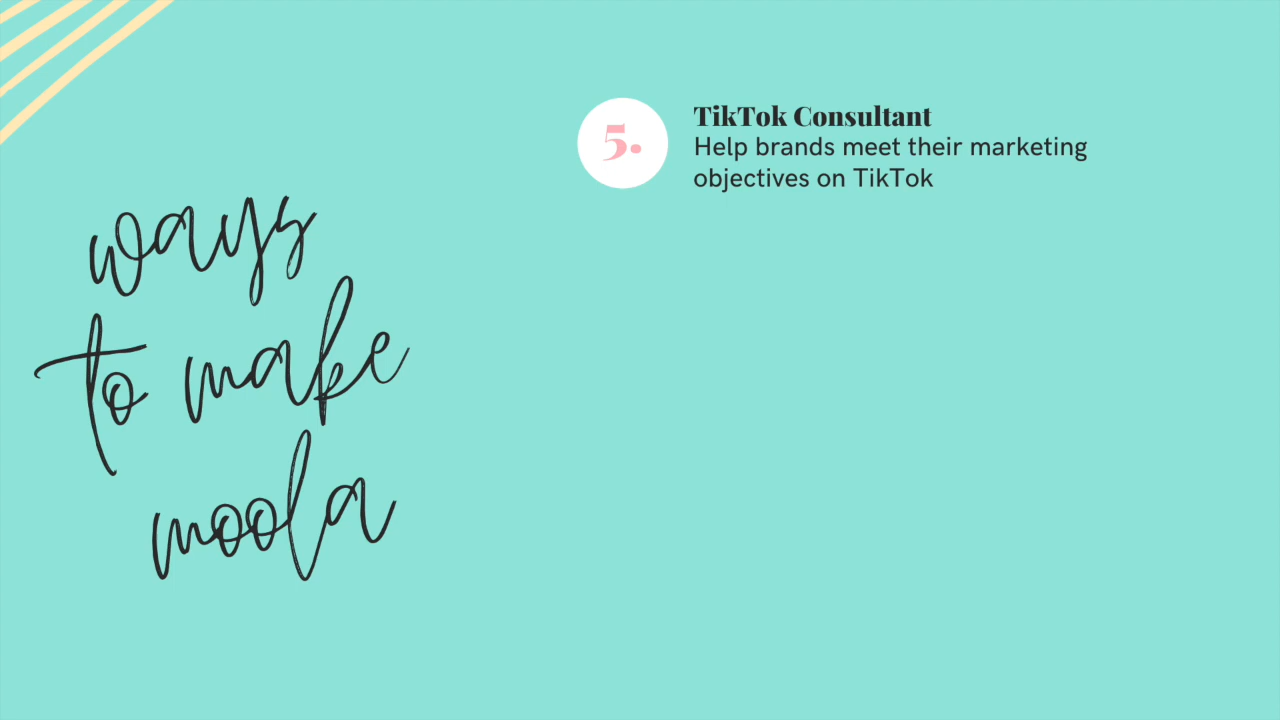 ways
to make
moola
5.
TikTok Consultant
Help brands meet their marketing
objectives on TikTok